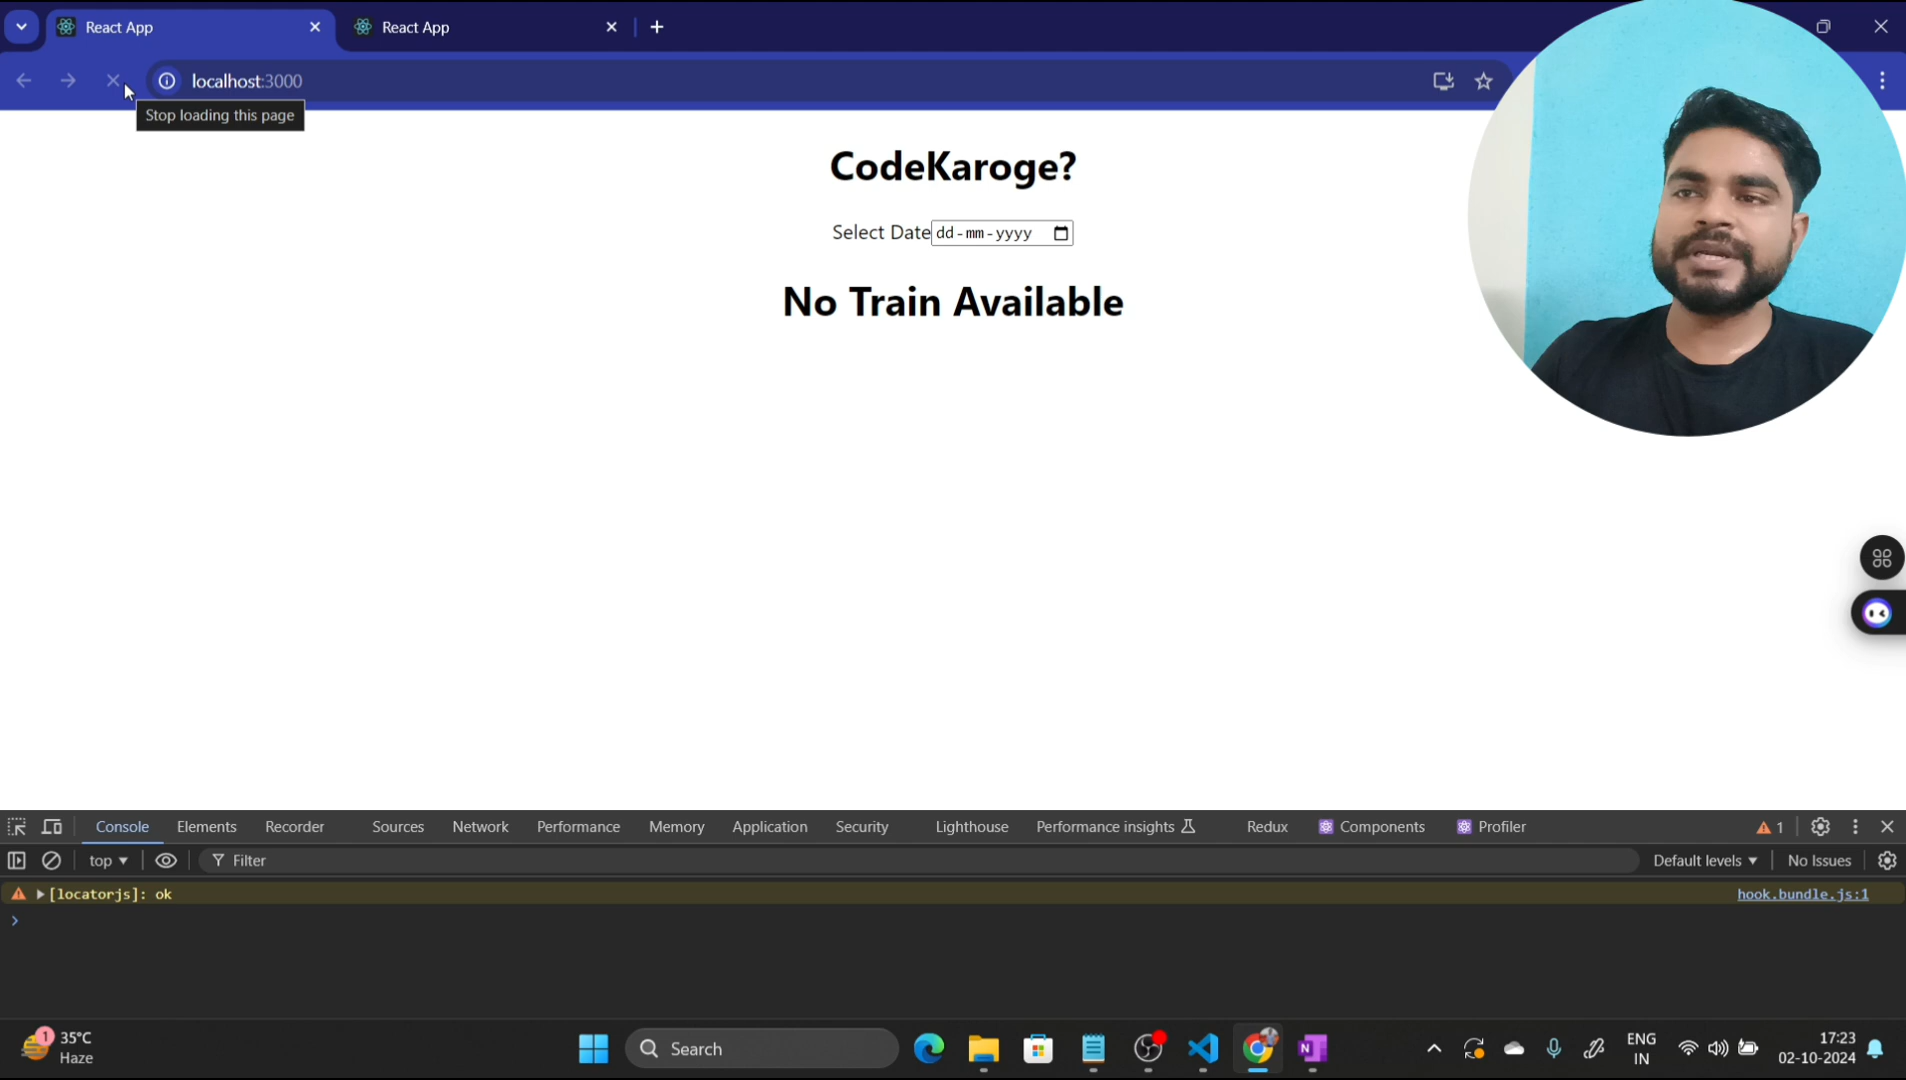 React App
React App
localhost:3000
Stop loading this page
CodeKaroge?
Select Date dd-mm-yyyy
No Train Available
Console Elements Recorder Sources Network Performance Memory Application Security Lighthouse Performance insights Redux Components Profiler 1
top Filter Default levels No Issues
[locatorjs]: ok hook.bundle.js:1
1 35°C
Haze
Search
ENG
IN
17:23
02-10-2024